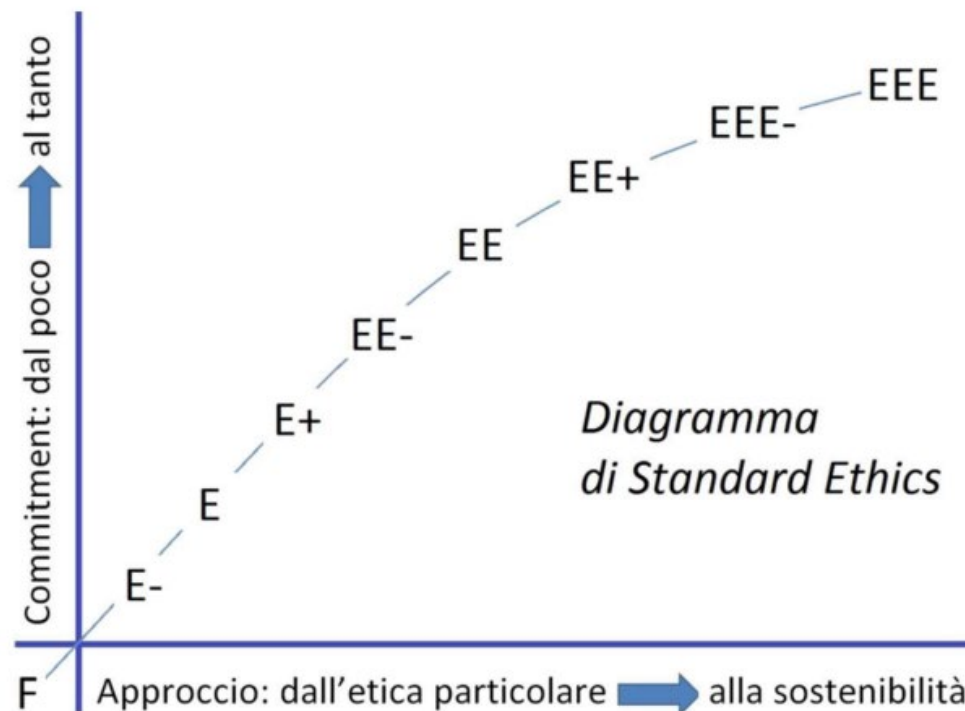 Commitment: dal poco al tanto
EEE
EEE-
EE+
EE
EE-
E+
E
E-
F
Diagramma
di Standard Ethics
Approccio: dall'etica particolare alla sostenibilità